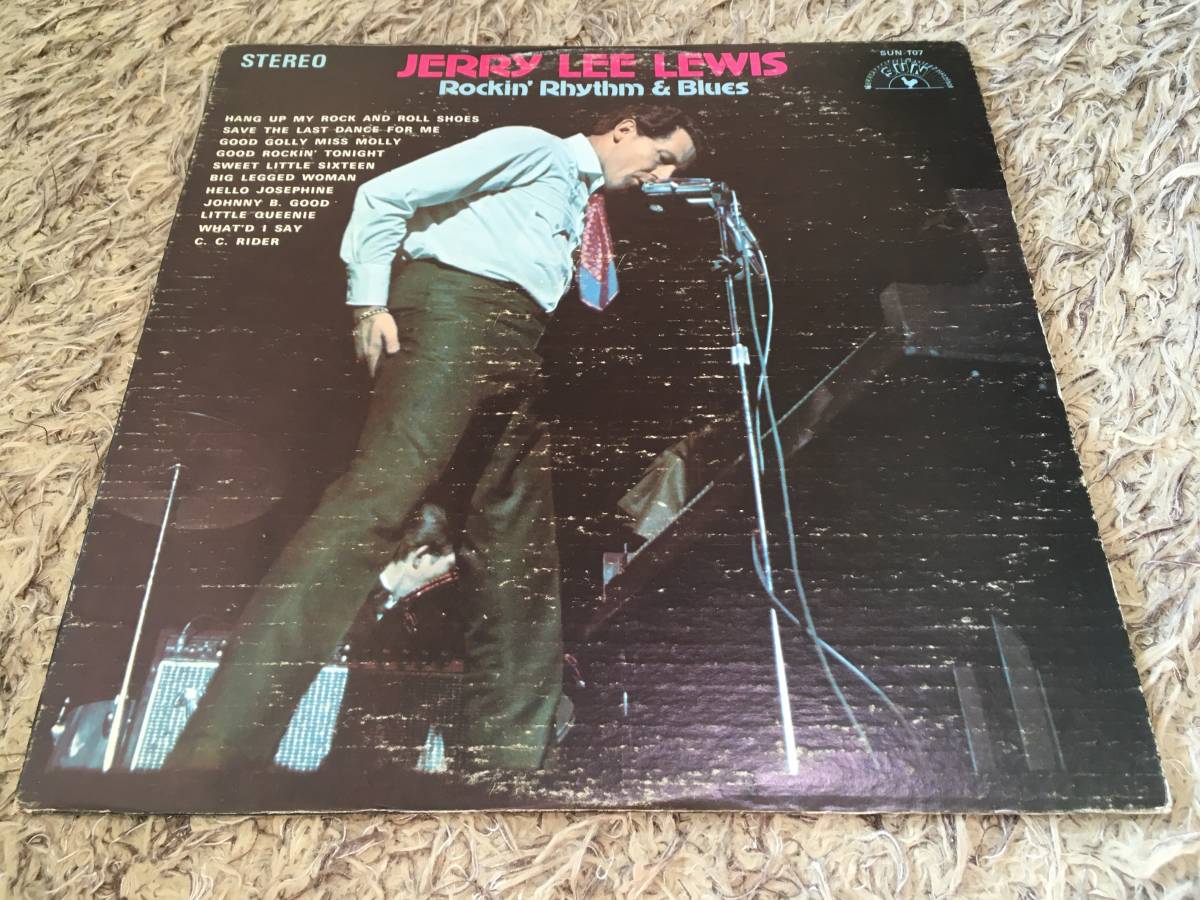 STEREO
JERRY LEE LEWIS
Rockin' Rhythm & Blues
SUN 107
SUN
HANG UP MY ROCK AND ROLL SHOES
SAVE THE LAST DANCE FOR ME
GOOD GOLLY MISS MOLLY
GOOD ROCKIN' TONIGHT
SWEET LITTLE SIXTEEN
BIG LEGGED WOMAN
HELLO JOSEPHINE
JOHNNY B. GOOD
LITTLE QUEENIE
WHAT'D I SAY
C. C. RIDER